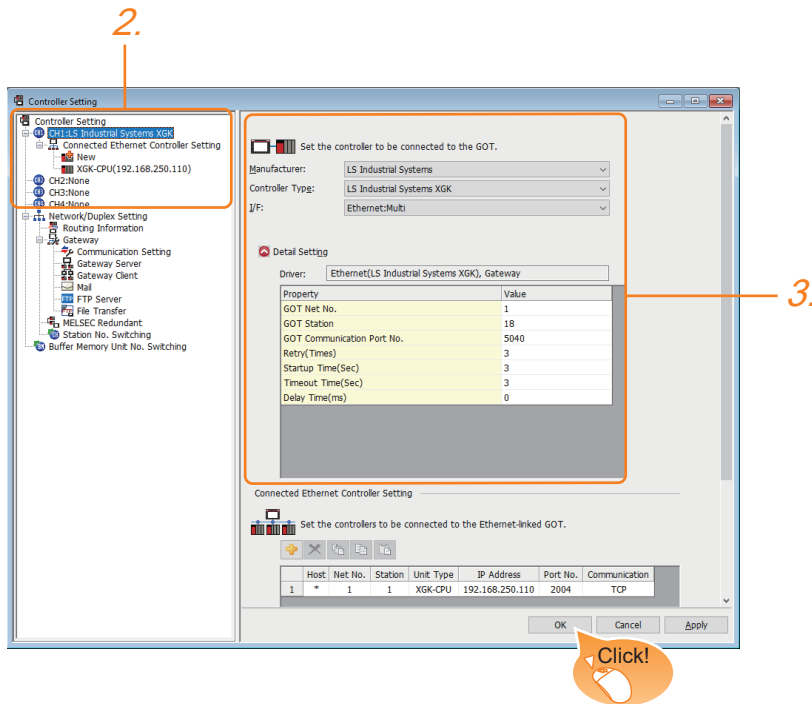 2.
Controller Setting
Controller Setting
CH1:LS Industrial Systems XGK
Connected Ethernet Controller Setting
New
XGK-CPU(192.168.250.110)
CH2:None
CH3:None
CH4:None
Network/Duplex Setting
Routing Information
Gateway
Communication Setting
Gateway Server
Gateway Client
Mail
FTP FTP Server
File Transfer
MELSEC Redundant
Station No. Switching
Buffer Memory Unit No. Switching
Set the controller to be connected to the GOT.
Manufacturer: LS Industrial Systems
Controller Type: LS Industrial Systems XGK
I/F: Ethernet:Multi
Detail Setting
Driver: Ethernet(LS Industrial Systems XGK), Gateway
Property Value
GOT Net No. 1
GOT Station 18
GOT Communication Port No. 5040
Retry(Times) 3
Startup Time(Sec) 3
Timeout Time(Sec) 3
Delay Time(ms) 0
3.
Connected Ethernet Controller Setting
Set the controllers to be connected to the Ethernet-linked GOT.
Host Net No. Station Unit Type IP Address Port No. Communication
1 * 1 1 XGK-CPU 192.168.250.110 2004 TCP
OK Cancel Apply
Click!